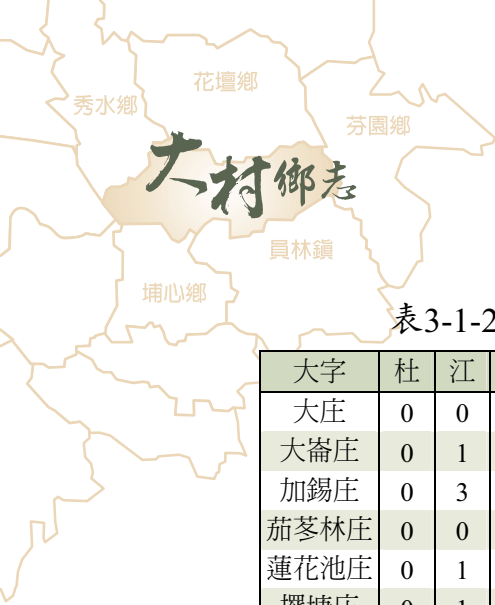 花壇鄉
秀水鄉
芬園鄉
大村鄉志
員林鎮
埔心鄉
表3-1-2
大字 杜 江
大庄 0 0
大崙庄 0 1
加錫庄 0 3
茄苳林庄 0 0
蓮花池庄 0 1